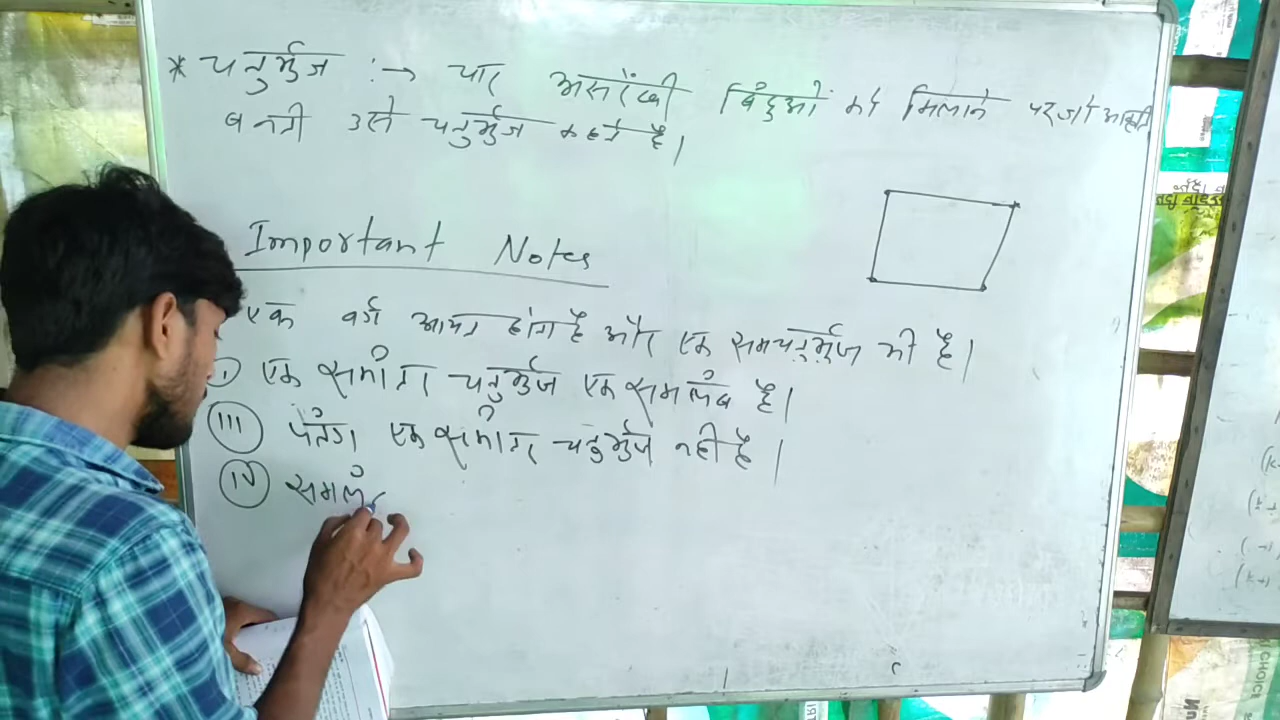 * चतुर्भुज :→ चार असरेखी बिंदुओं को मिलाने पर जो आकृति
बनती उसे चतुर्भुज कहते है।
Important Notes
एक वर्ग आयत होता है और एक समचतुर्भुज भी है।
एक समांतर चतुर्भुज एक समलंब है।
III पतंग एक समांतर चतुर्भुज नही है।
IV समलं